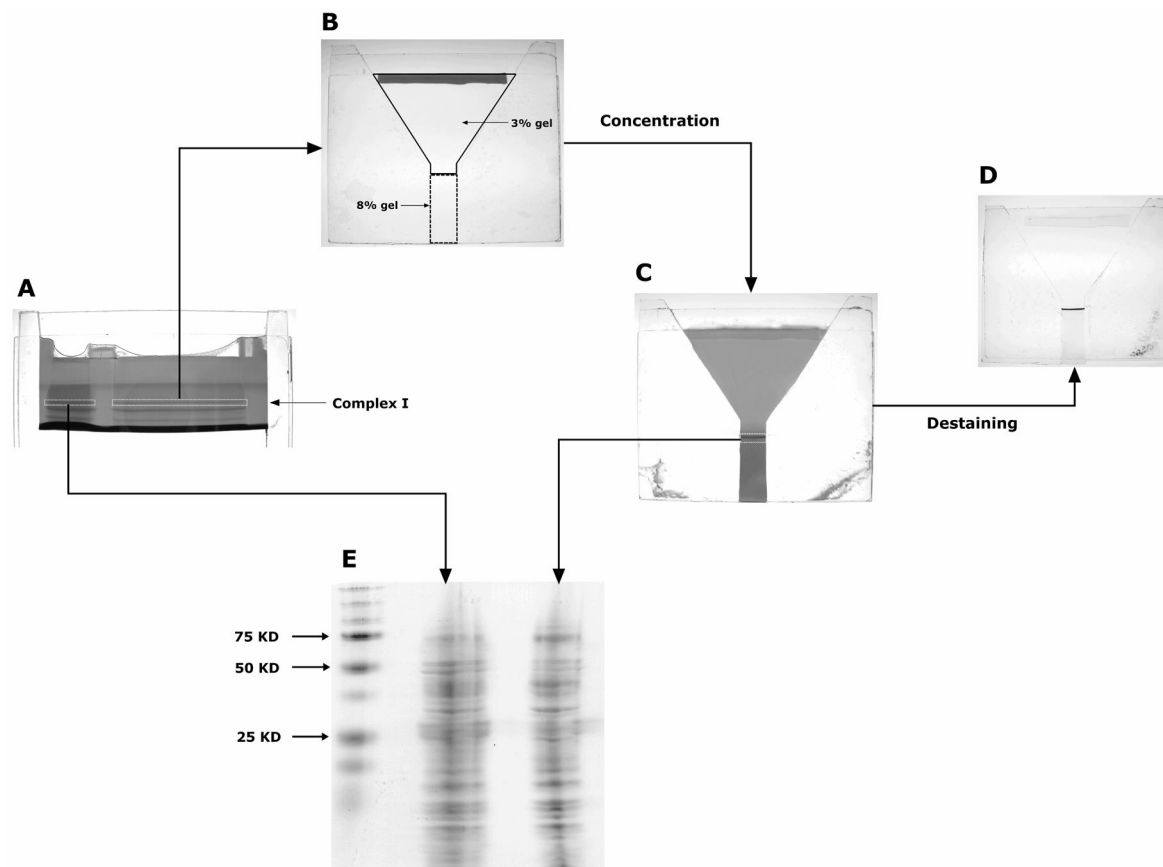 B
3% gel
Concentration
8% gel
D
A
C
Complex I
Destaining
E
75 KD
50 KD
25 KD